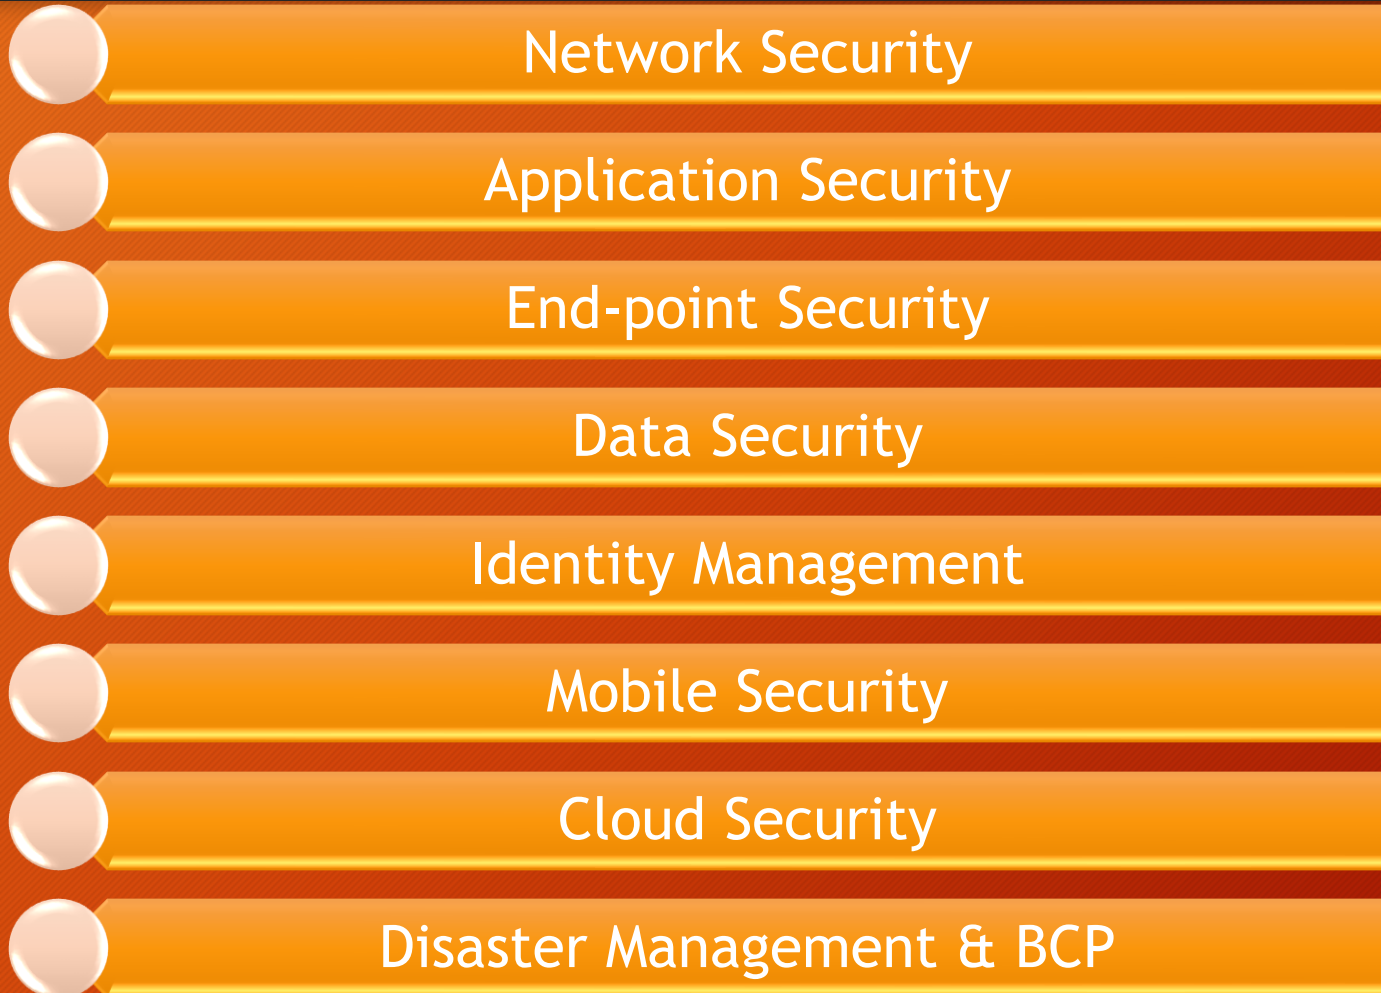 Network Security
Application Security
End-point Security
Data Security
Identity Management
Mobile Security
Cloud Security
Disaster Management & BCP